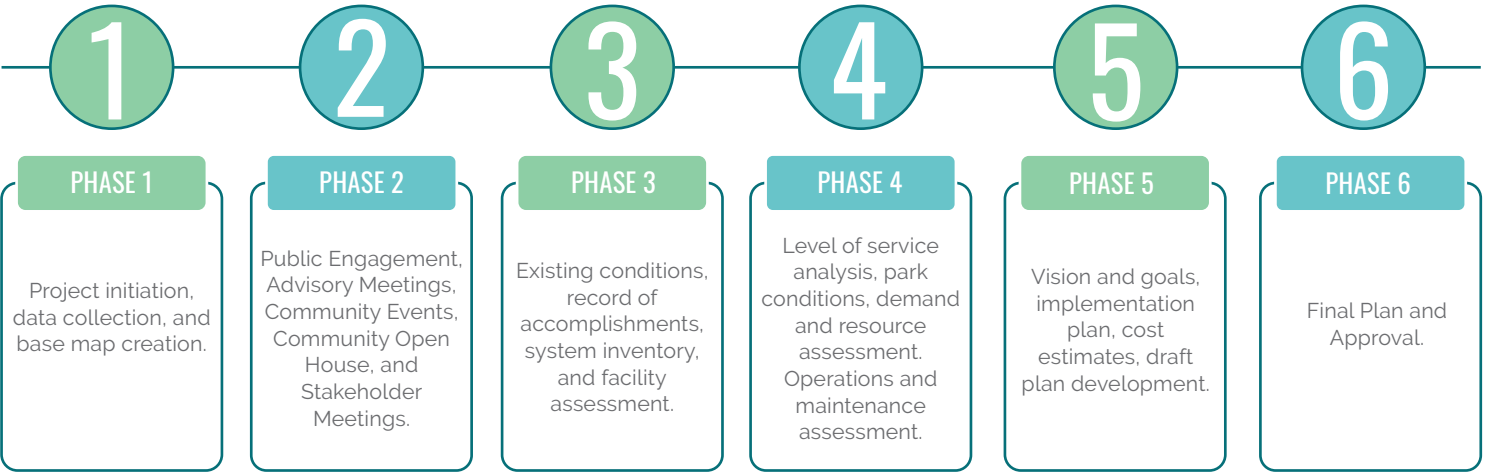 1
2
3
4
5
6
PHASE 1
Project initiation,
data collection, and
base map creation.
PHASE 2
Public Engagement,
Advisory Meetings,
Community Events,
Community Open
House, and
Stakeholder
Meetings.
PHASE 3
Existing conditions,
record of
accomplishments,
system inventory,
and facility
assessment.
PHASE 4
Level of service
analysis, park
conditions, demand
and resource
assessment.
Operations and
maintenance
assessment.
PHASE 5
Vision and goals,
implementation
plan, cost
estimates, draft
plan development.
PHASE 6
Final Plan and
Approval.